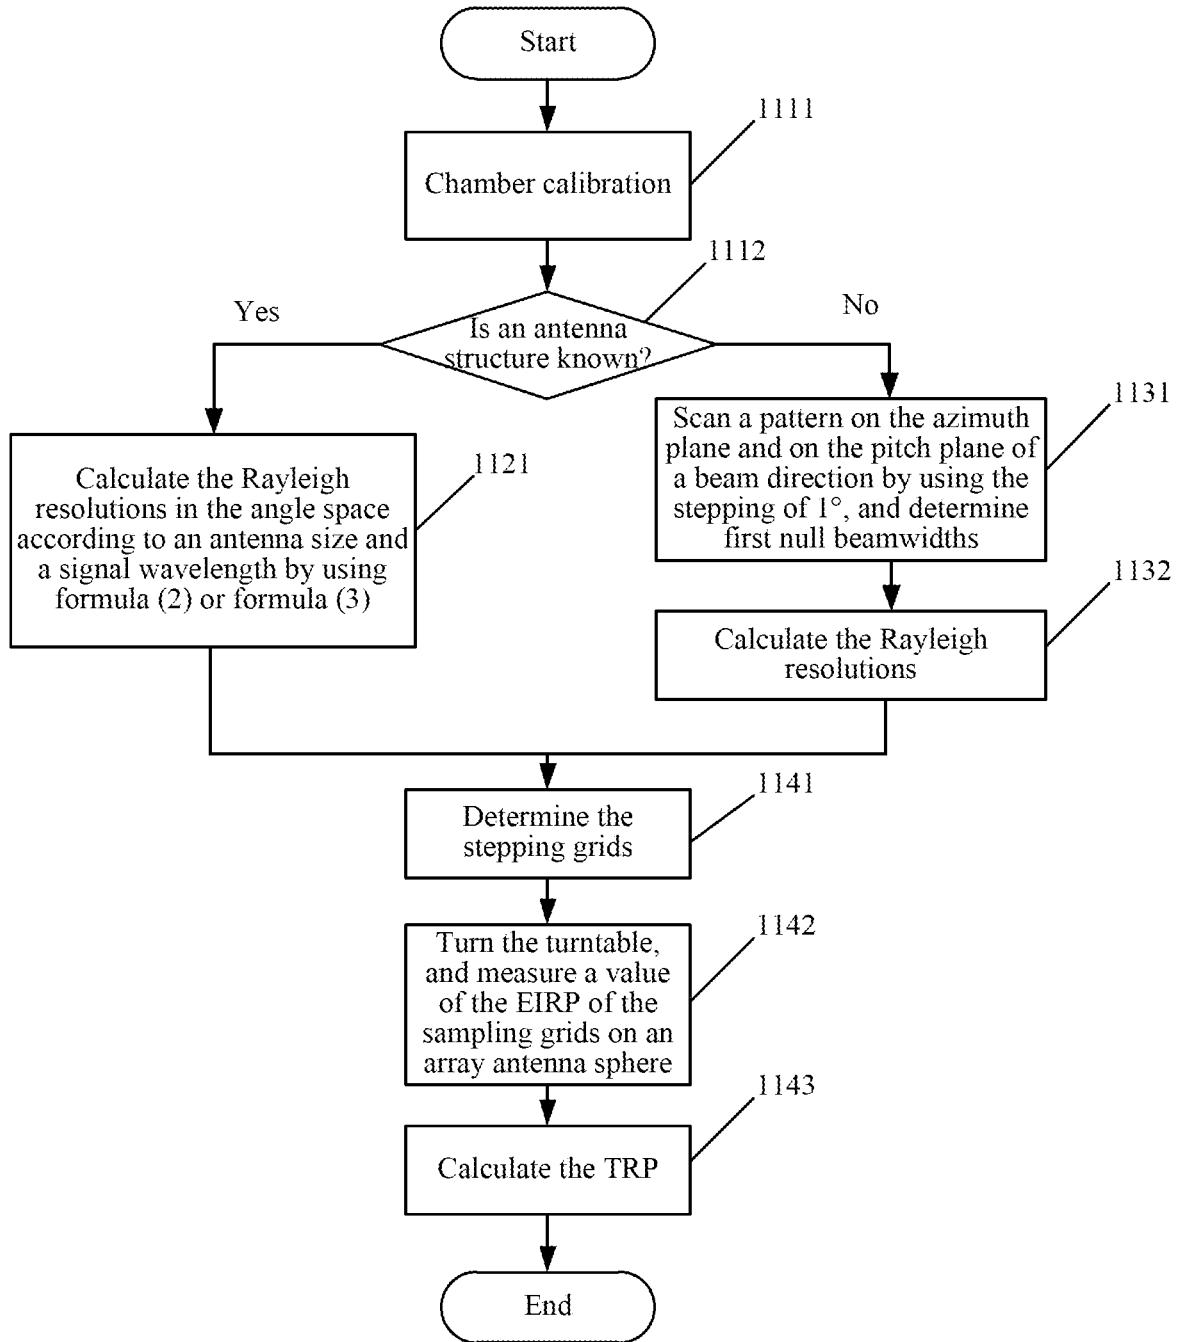 Start
1111
Chamber calibration
1112
Yes
No
Is an antenna
structure known?
1131
Scan a pattern on the azimuth
plane and on the pitch plane of
a beam direction by using the
stepping of 1°, and determine
first null beamwidths
1121
Calculate the Rayleigh
resolutions in the angle space
according to an antenna size and
a signal wavelength by using
formula (2) or formula (3)
1132
Calculate the Rayleigh
resolutions
1141
Determine the
stepping grids
1142
Turn the turntable,
and measure a value
of the EIRP of the
sampling grids on an
array antenna sphere
1143
Calculate the TRP
End